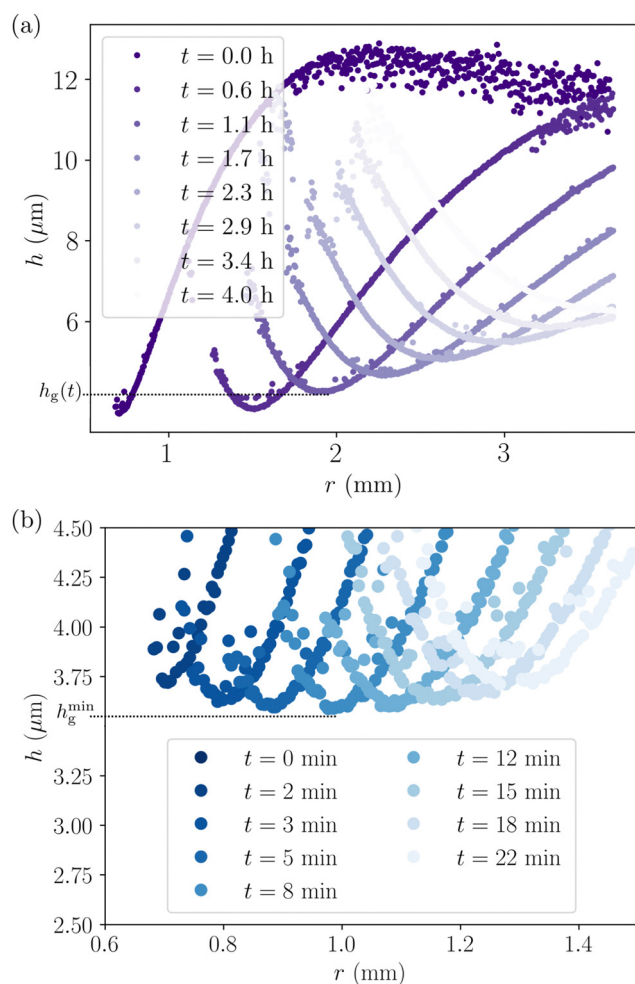 (a)
t = 0.0 h
t = 0.6 h
t = 1.1 h
t = 1.7 h
t = 2.3 h
t = 2.9 h
t = 3.4 h
t = 4.0 h
12
10
8
6
h (μm)
h_g(t)
1 2 3
r (mm)
(b)
4.50
4.25
4.00
3.75
h_g^min
3.25
3.00
2.75
2.50
h (μm)
t = 0 min
t = 2 min
t = 3 min
t = 5 min
t = 8 min
t = 12 min
t = 15 min
t = 18 min
t = 22 min
0.6 0.8 1.0 1.2 1.4
r (mm)